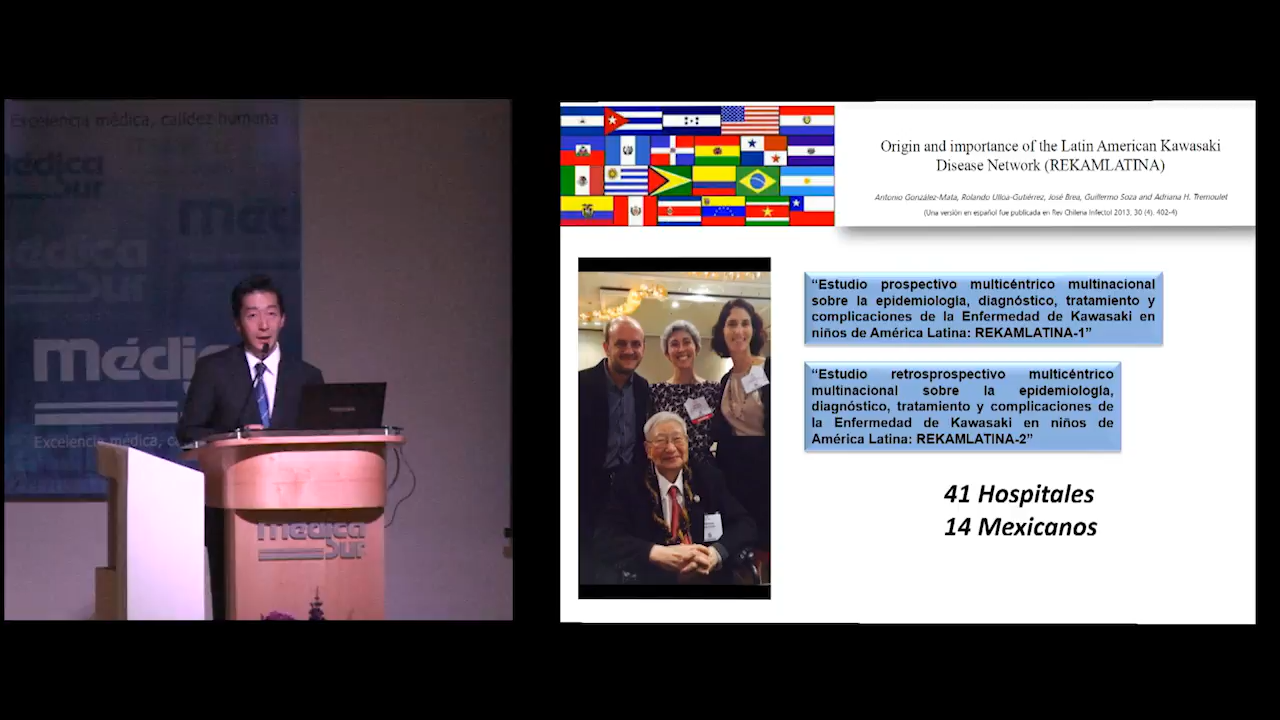 Excelencia médica, calidez humana
médica
sur
médica
sur
médica
Excelencia médica, ca
médica
sur
Origin and importance of the Latin American Kawasaki
Disease Network (REKAMLATINA)
Antonio González-Mata, Rolando Ulloa-Gutiérrez, José Brea, Guillermo Soza and Adriana H. Tremoulet
(Una versión en español fue publicada en Rev Chilena Infectol 2013; 30 (4): 402-4)
“Estudio prospectivo multicéntrico multinacional
sobre la epidemiología, diagnóstico, tratamiento y
complicaciones de la Enfermedad de Kawasaki en
niños de América Latina: REKAMLATINA-1”
“Estudio retrosprospectivo multicéntrico
multinacional sobre la epidemiología,
diagnóstico, tratamiento y complicaciones de
la Enfermedad de Kawasaki en niños de
América Latina: REKAMLATINA-2”
41 Hospitales
14 Mexicanos